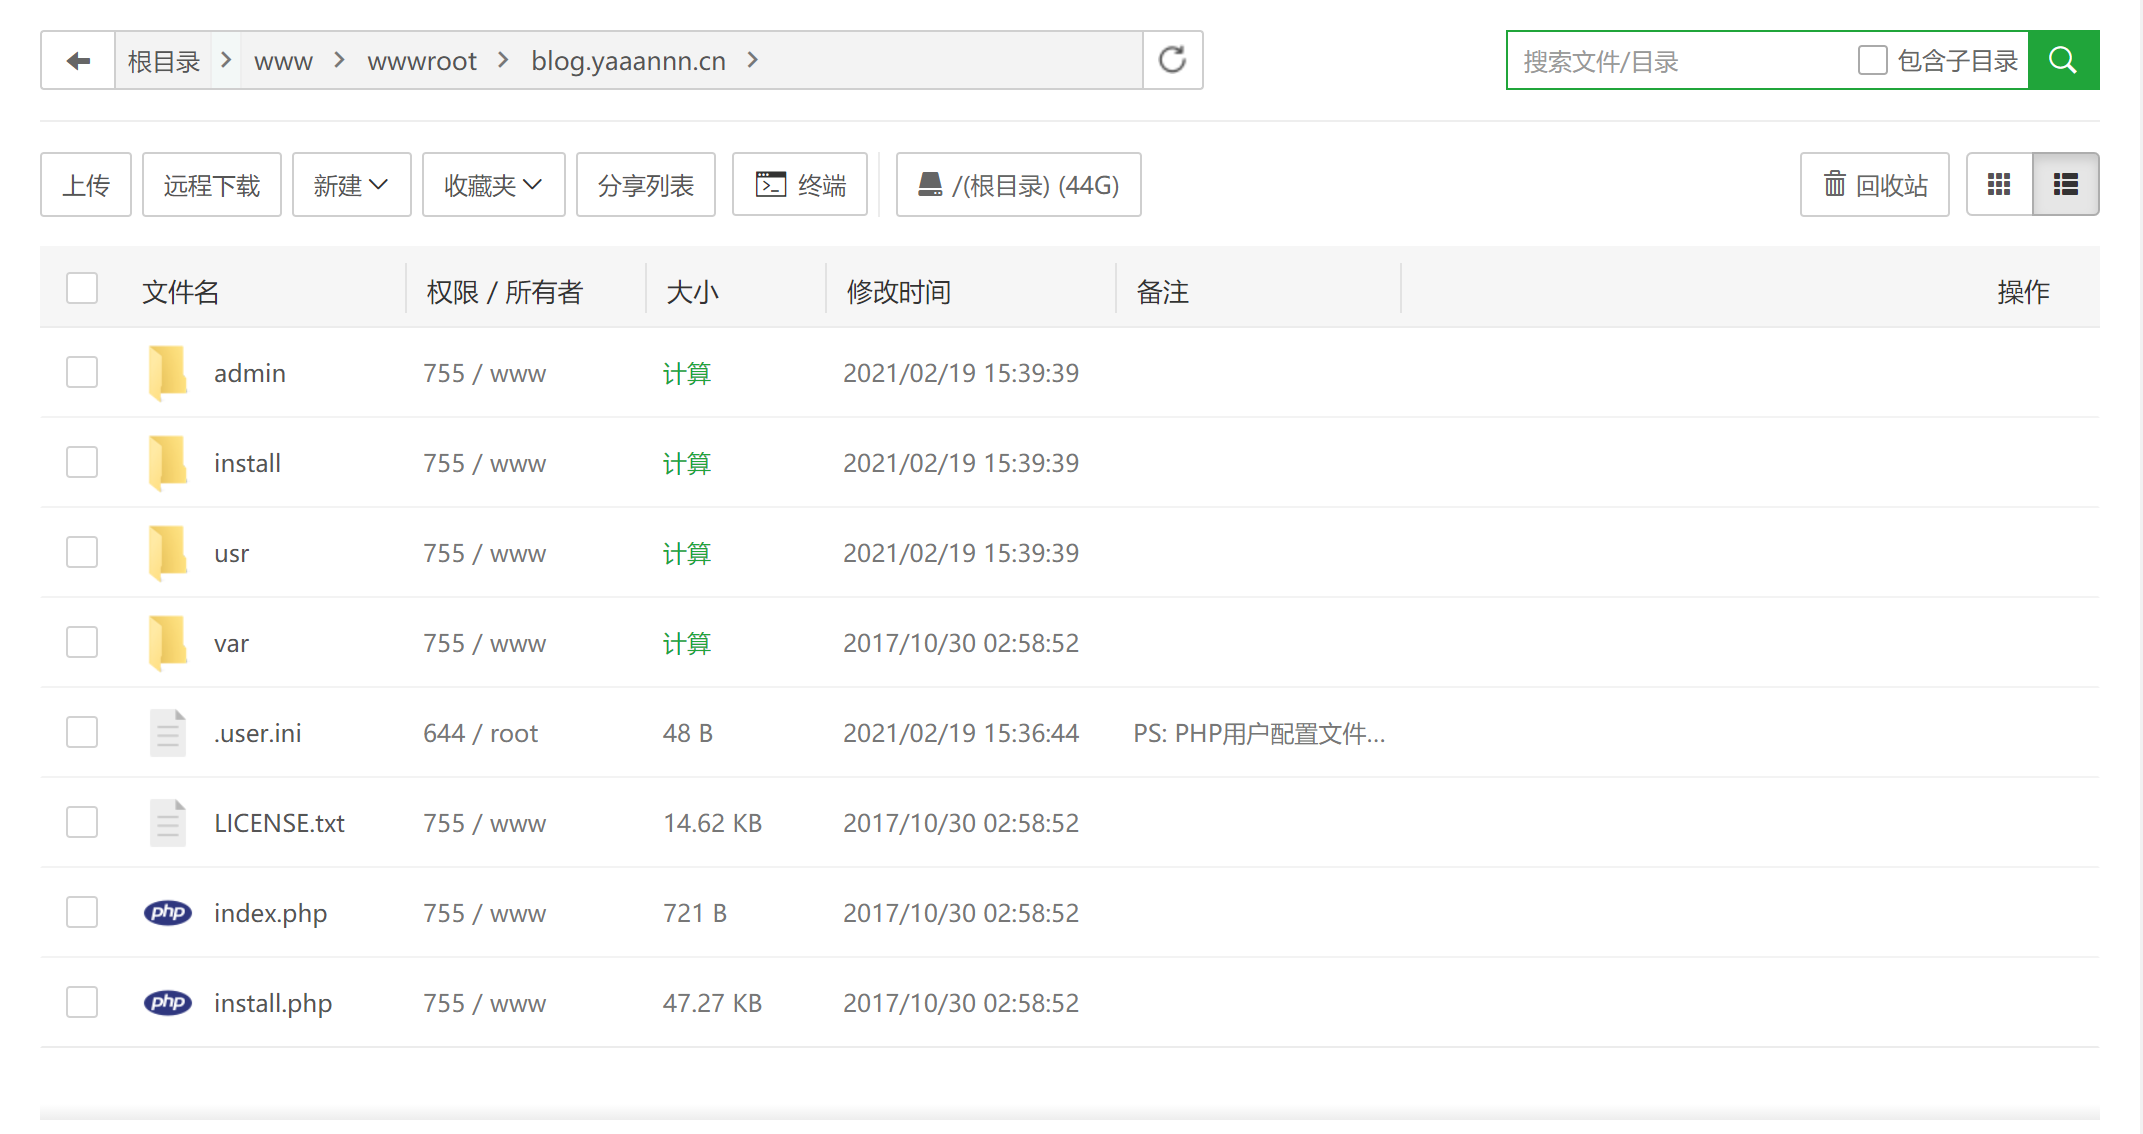 根目录 www wwwroot blog.yaaannn.cn 搜索文件/目录 包含子目录
上传 远程下载 新建 收藏夹 分享列表 终端 /(根目录) (44G) 回收站
文件名 权限 / 所有者 大小 修改时间 备注 操作
admin 755 / www 计算 2021/02/19 15:39:39
install 755 / www 计算 2021/02/19 15:39:39
usr 755 / www 计算 2021/02/19 15:39:39
var 755 / www 计算 2017/10/30 02:58:52
.user.ini 644 / root 48 B 2021/02/19 15:36:44 PS: PHP用户配置文件...
LICENSE.txt 755 / www 14.62 KB 2017/10/30 02:58:52
php index.php 755 / www 721 B 2017/10/30 02:58:52
php install.php 755 / www 47.27 KB 2017/10/30 02:58:52